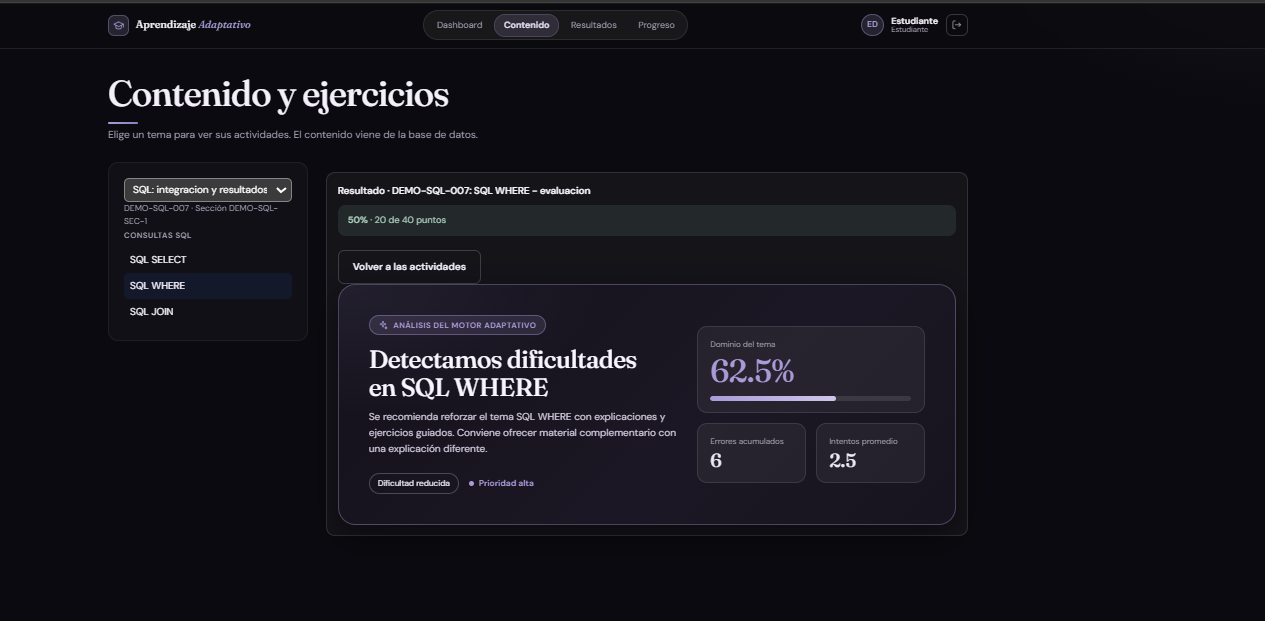 Aprendizaje Adaptativo
Dashboard
Contenido
Resultados
Progreso
ED
Estudiante
Estudiante
Contenido y ejercicios
Elige un tema para ver sus actividades. El contenido viene de la base de datos.
SQL: integracion y resultados
DEMO-SQL-007 · Sección DEMO-SQL-
SEC-1
CONSULTAS SQL
SQL SELECT
SQL WHERE
SQL JOIN
Resultado · DEMO-SQL-007: SQL WHERE - evaluacion
50% · 20 de 40 puntos
Volver a las actividades
ANÁLISIS DEL MOTOR ADAPTATIVO
Detectamos dificultades
en SQL WHERE
Se recomienda reforzar el tema SQL WHERE con explicaciones y
ejercicios guiados. Conviene ofrecer material complementario con
una explicación diferente.
Dificultad reducida
Prioridad alta
Dominio del tema
62.5%
Errores acumulados
6
Intentos promedio
2.5